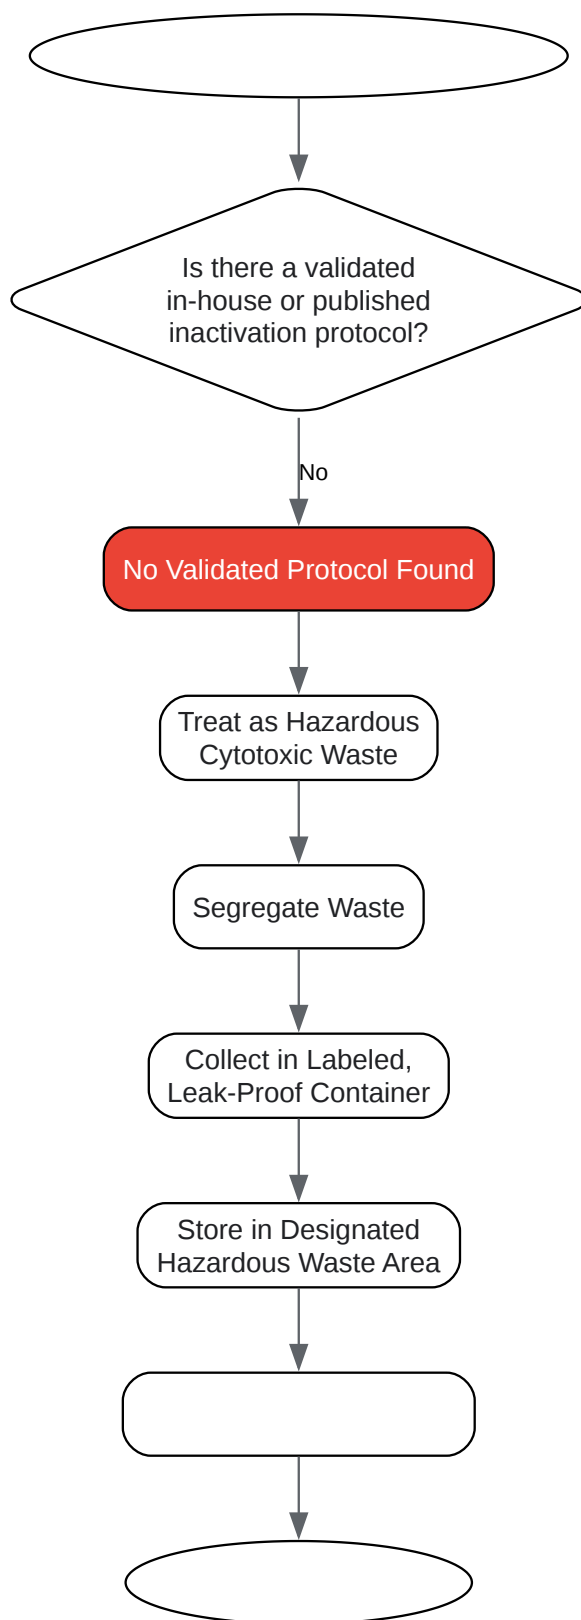 Is there a validated
in-house or published
inactivation protocol?
No
No Validated Protocol Found
Treat as Hazardous
Cytotoxic Waste
Segregate Waste
Collect in Labeled,
Leak-Proof Container
Store in Designated
Hazardous Waste Area